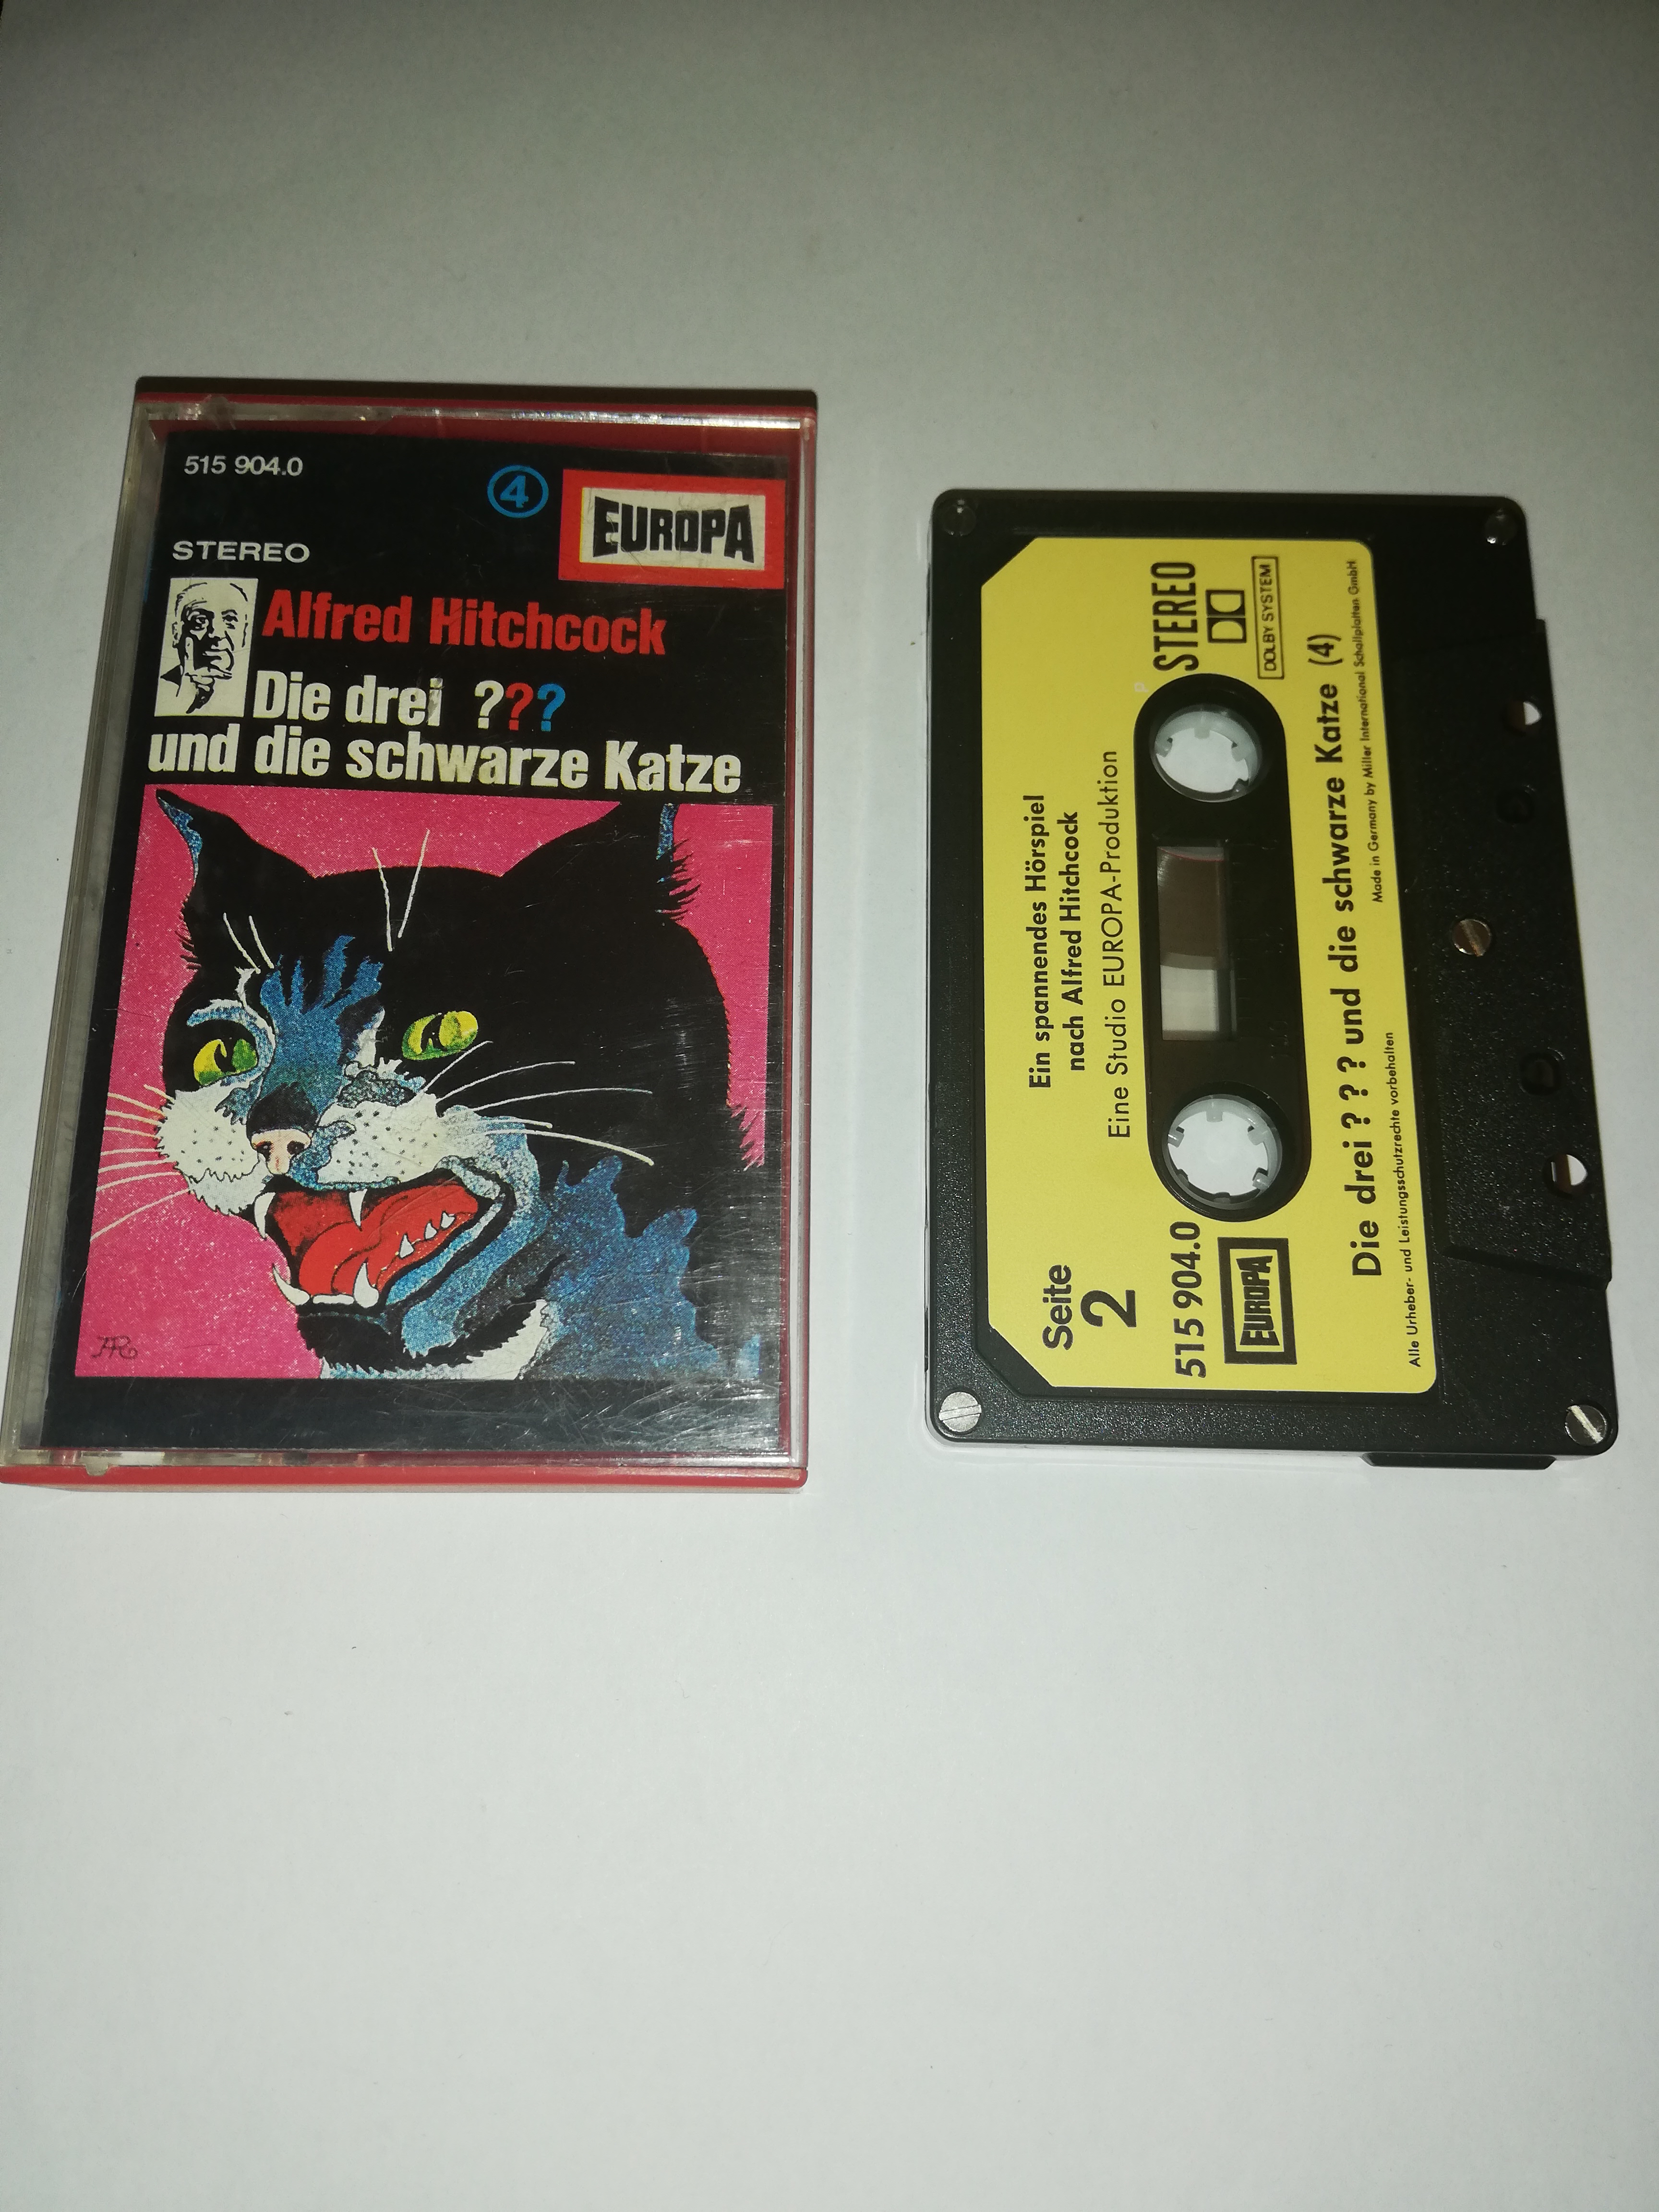 515 904.0
4
EUROPA
STEREO
Alfred Hitchcock
Die drei ???
und die schwarze Katze
AR
Ein spannendes Hörspiel
nach Alfred Hitchcock
Eine Studio EUROPA-Produktion
Seite
2
STEREO
DOLBY SYSTEM
515 904.0
EUROPA
Die drei ? ? ? und die schwarze Katze (4)
Made in Germany by Miller International Schallplatten GmbH
Alle Urheber- und Leistungsschutzrechte vorbehalten